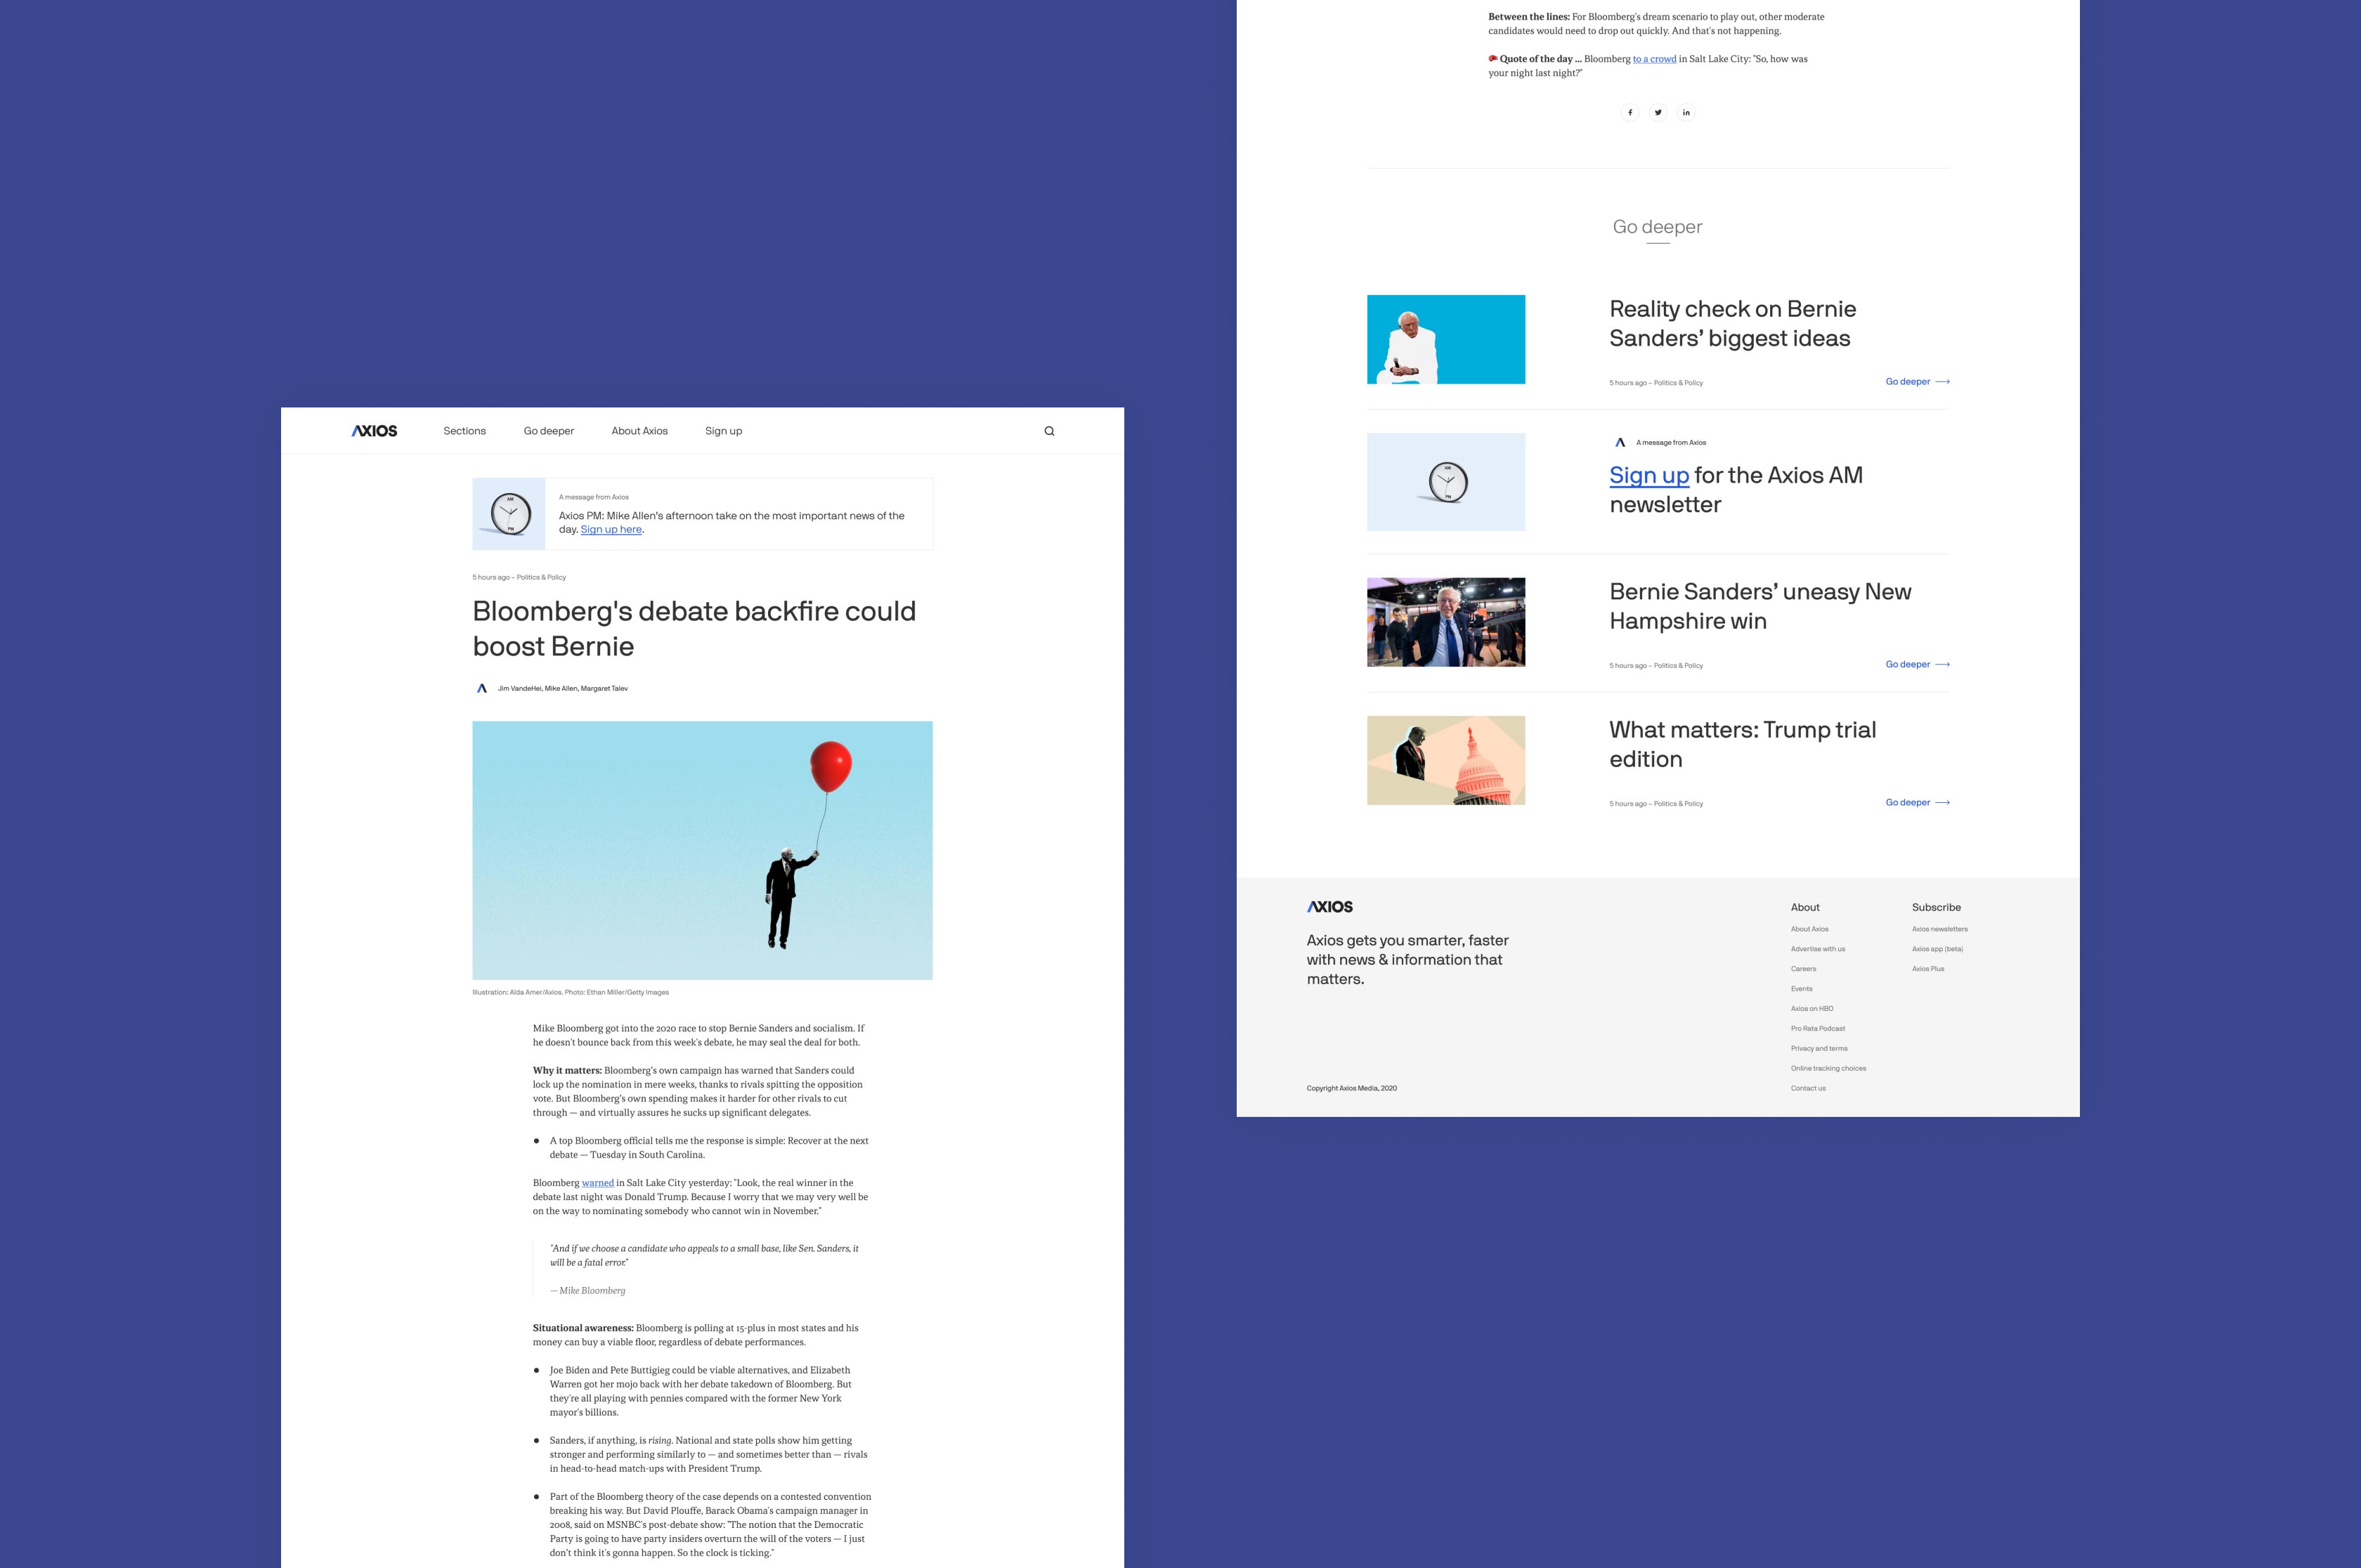 AXIOS
Sections
Go deeper
About Axios
Sign up
A message from Axios
Axios PM: Mike Allen's afternoon take on the most important news of the
day. Sign up here.
5 hours ago – Politics & Policy
Bloomberg's debate backfire could
boost Bernie
Jim VandeHei, Mike Allen, Margaret Talev
AM
PM
Illustration: Aïda Amer/Axios. Photo: Ethan Miller/Getty Images
Mike Bloomberg got into the 2020 race to stop Bernie Sanders and socialism. If
he doesn't bounce back from this week's debate, he may seal the deal for both.
Why it matters: Bloomberg's own campaign has warned that Sanders could
lock up the nomination in mere weeks, thanks to rivals spitting the opposition
vote. But Bloomberg's own spending makes it harder for other rivals to cut
through — and virtually assures he sucks up significant delegates.
A top Bloomberg official tells me the response is simple: Recover at the next
debate — Tuesday in South Carolina.
Bloomberg warned in Salt Lake City yesterday: "Look, the real winner in the
debate last night was Donald Trump. Because I worry that we may very well be
on the way to nominating somebody who cannot win in November."
"And if we choose a candidate who appeals to a small base, like Sen. Sanders, it
will be a fatal error."
— Mike Bloomberg
Situational awareness: Bloomberg is polling at 15-plus in most states and his
money can buy a viable floor, regardless of debate performances.
Joe Biden and Pete Buttigieg could be viable alternatives, and Elizabeth
Warren got her mojo back with her debate takedown of Bloomberg. But
they're all playing with pennies compared with the former New York
mayor's billions.
Sanders, if anything, is rising. National and state polls show him getting
stronger and performing similarly to — and sometimes better than — rivals
in head-to-head match-ups with President Trump.
Part of the Bloomberg theory of the case depends on a contested convention
breaking his way. But David Plouffe, Barack Obama's campaign manager in
2008, said on MSNBC's post-debate show: "The notion that the Democratic
Party is going to have party insiders overturn the will of the voters — I just
don't think it's gonna happen. So the clock is ticking."
Between the lines: For Bloomberg's dream scenario to play out, other moderate
candidates would need to drop out quickly. And that's not happening.
🥊 Quote of the day ... Bloomberg to a crowd in Salt Lake City: "So, how was
your night last night?"
Go deeper
Reality check on Bernie
Sanders’ biggest ideas
5 hours ago – Politics & Policy
Go deeper
AM
PM
A message from Axios
Sign up for the Axios AM
newsletter
Bernie Sanders’ uneasy New
Hampshire win
5 hours ago – Politics & Policy
Go deeper
What matters: Trump trial
edition
5 hours ago – Politics & Policy
Go deeper
AXIOS
Axios gets you smarter, faster
with news & information that
matters.
Copyright Axios Media, 2020
About
About Axios
Advertise with us
Careers
Events
Axios on HBO
Pro Rata Podcast
Privacy and terms
Online tracking choices
Contact us
Subscribe
Axios newsletters
Axios app (beta)
Axios Plus